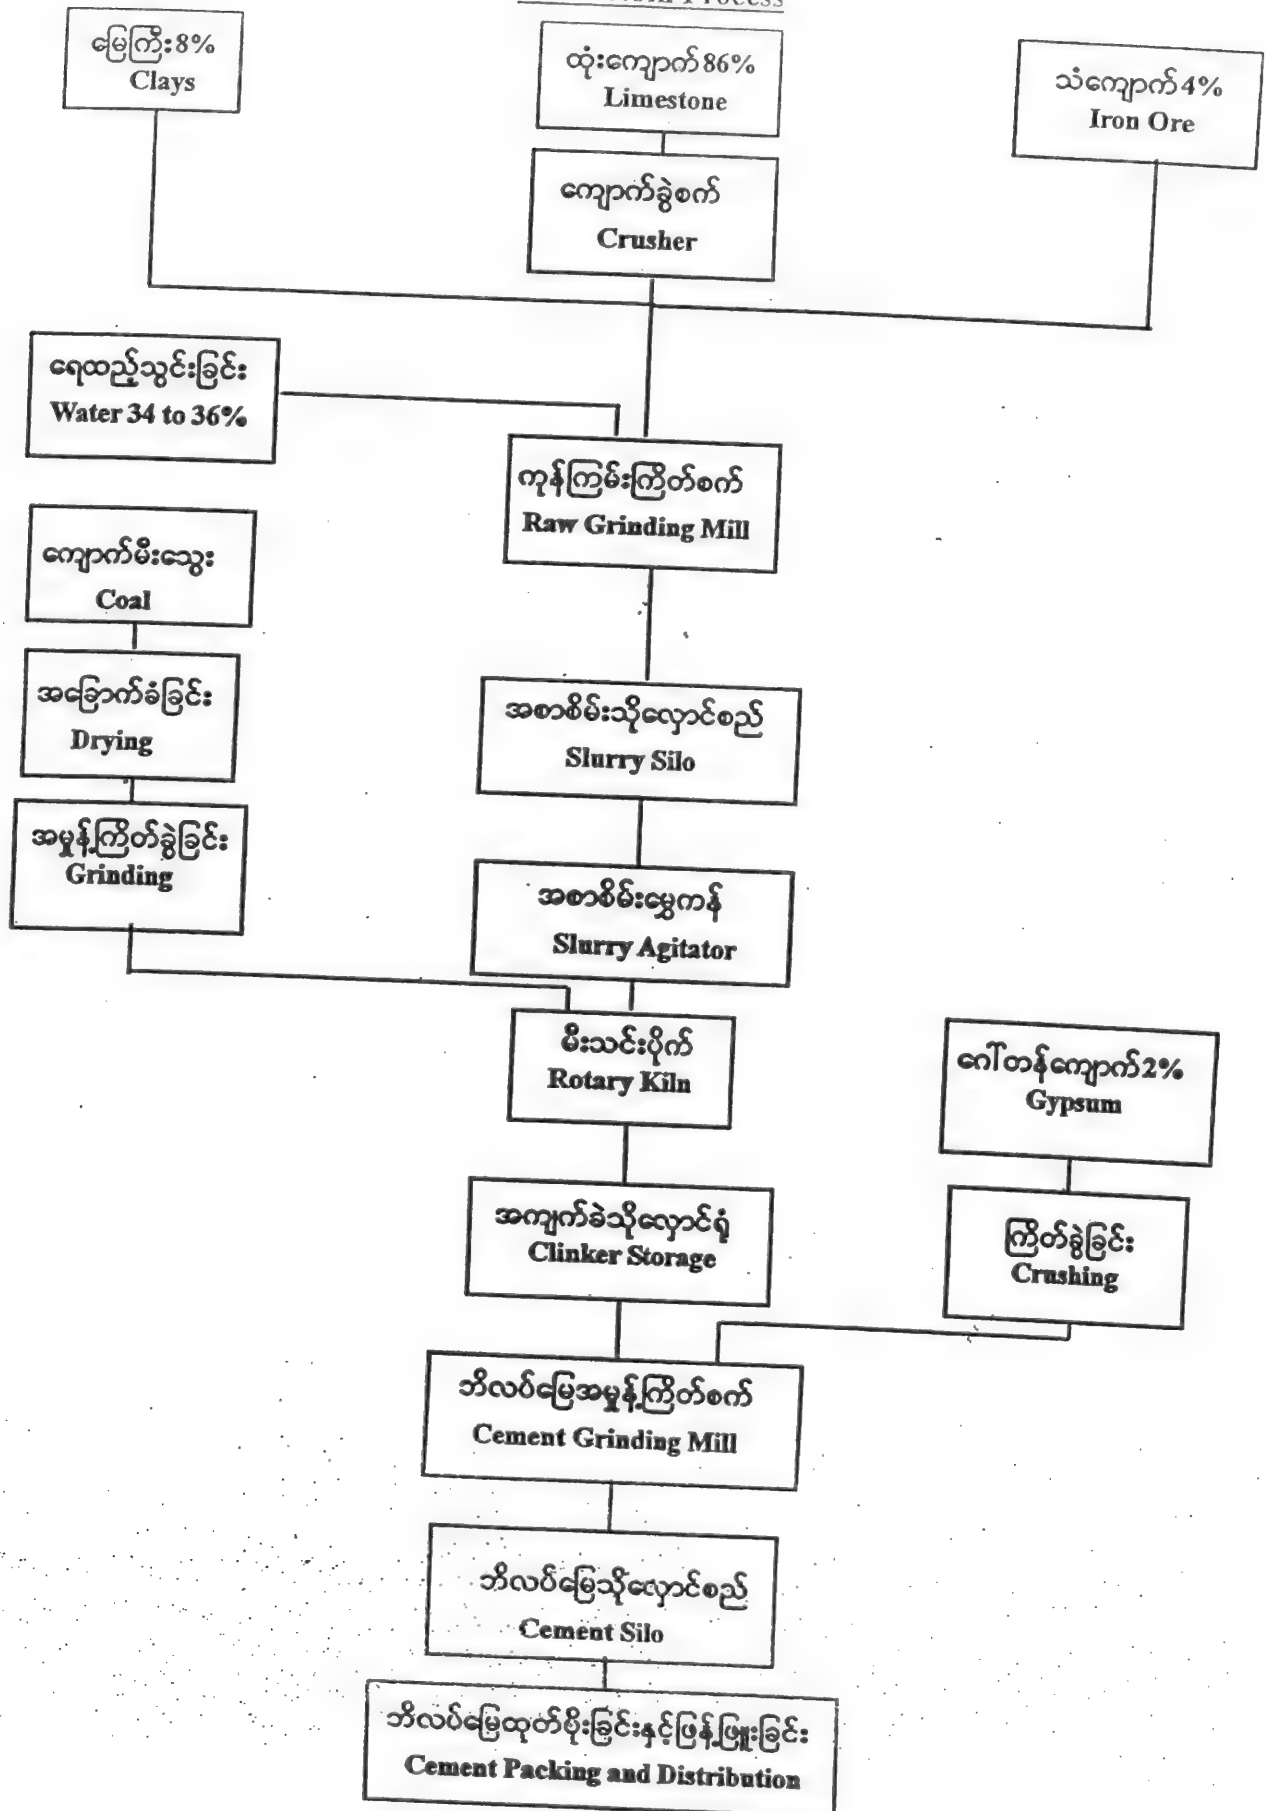 Process
မြေကြီး 8%
Clays
ထုံးကျောက် 86%
Limestone
သံကျောက် 4%
Iron Ore
ကျောက်ခွဲစက်
Crusher
ရေထည့်သွင်းခြင်း
Water 34 to 36%
ကုန်ကြမ်းကြိတ်စက်
Raw Grinding Mill
ကျောက်မီးသွေး
Coal
အခြောက်ခံခြင်း
Drying
အစာစိမ်းသိုလှောင်စည်
Slurry Silo
အမှုန့်ကြိတ်ခွဲခြင်း
Grinding
အစာစိမ်းမွှေကန်
Slurry Agitator
မီးသင်းပိုက်
Rotary Kiln
ဂေါ်တန်ကျောက် 2%
Gypsum
အကျက်ခဲသိုလှောင်ရုံ
Clinker Storage
ကြိတ်ခွဲခြင်း
Crushing
ဘိလပ်မြေအမှုန့်ကြိတ်စက်
Cement Grinding Mill
ဘိလပ်မြေသိုလှောင်စည်
Cement Silo
ဘိလပ်မြေထုတ်ပိုးခြင်းနှင့်ဖြန့်ဖြူးခြင်း
Cement Packing and Distribution